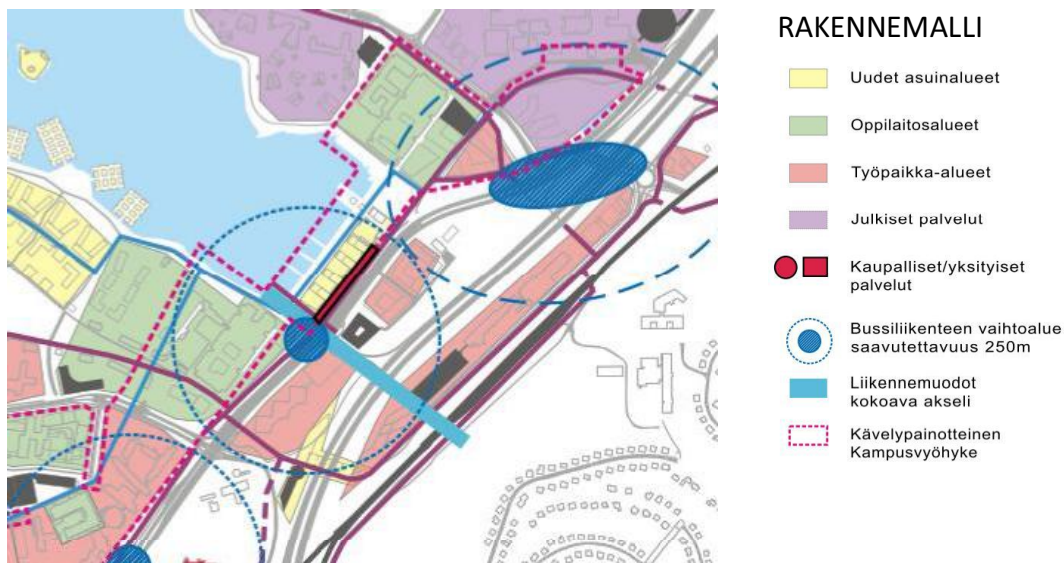 RAKENNEMALLI
Uudet asuinalueet
Oppilaitosalueet
Työpaikka-alueet
Julkiset palvelut
Kaupalliset/yksityiset
palvelut
Bussiliikenteen vaihtoalue
saavutettavuus 250m
Liikennemuodot
kokoava akseli
Kävelypainotteinen
Kampusvyöhyke